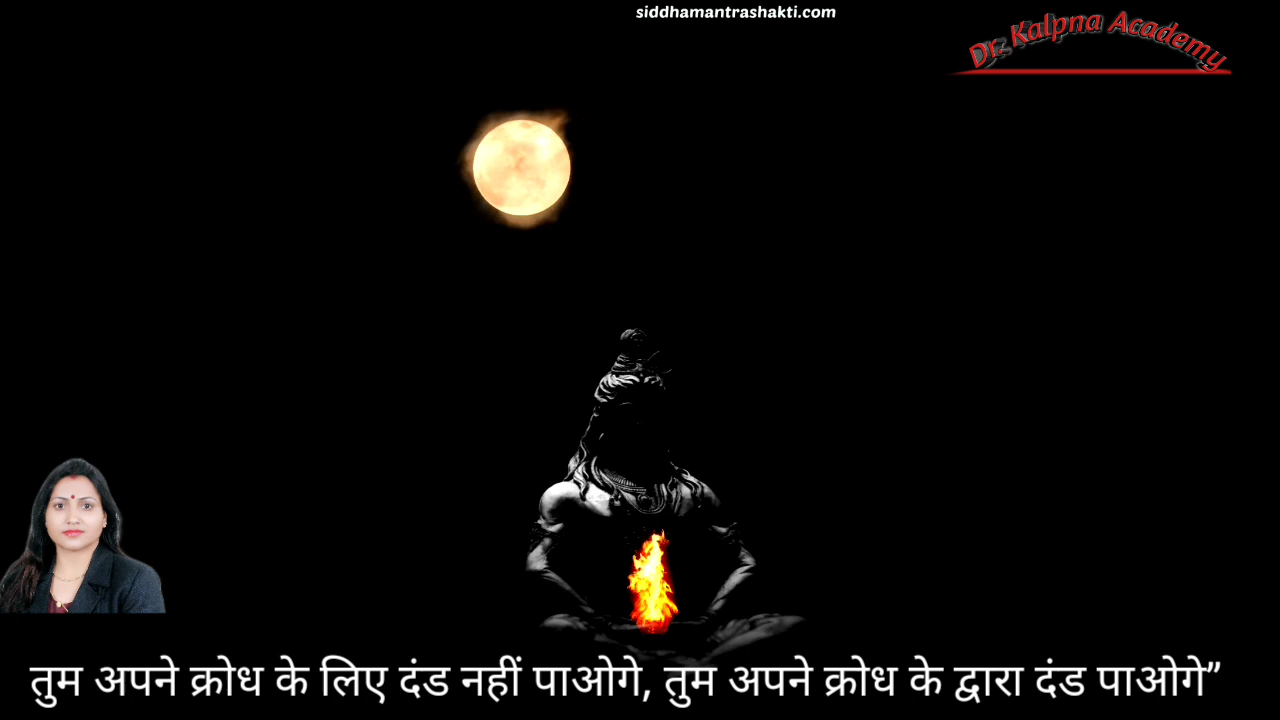 siddhamantrashakti.com
Dr. Kalpna Academy
तुम अपने क्रोध के लिए दंड नहीं पाओगे, तुम अपने क्रोध के द्वारा दंड पाओगे”